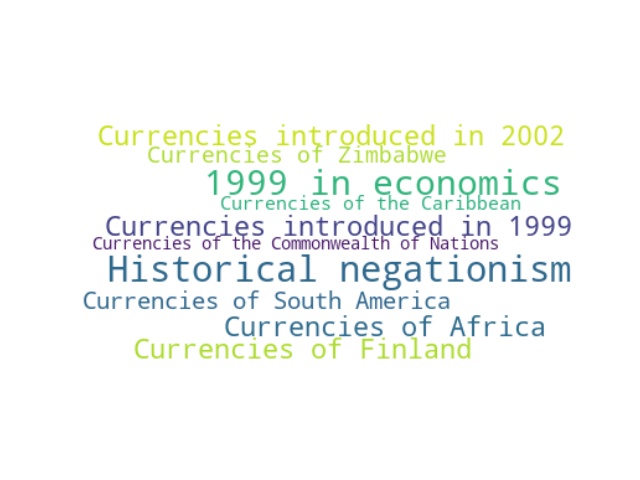 Currencies introduced in 2002
Currencies of Zimbabwe
1999 in economics
Currencies of the Caribbean
Currencies introduced in 1999
Currencies of the Commonwealth of Nations
Historical negationism
Currencies of South America
Currencies of Africa
Currencies of Finland